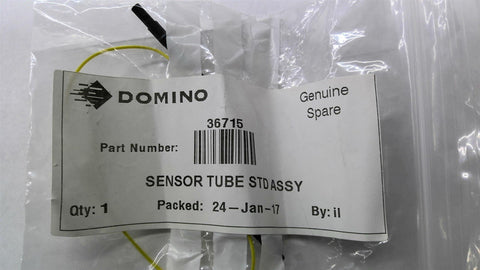 DOMINO
Genuine
Spare
36715
Part Number:
SENSOR TUBE STD ASSY
Qty: 1 Packed: 24-Jan-17 By: il